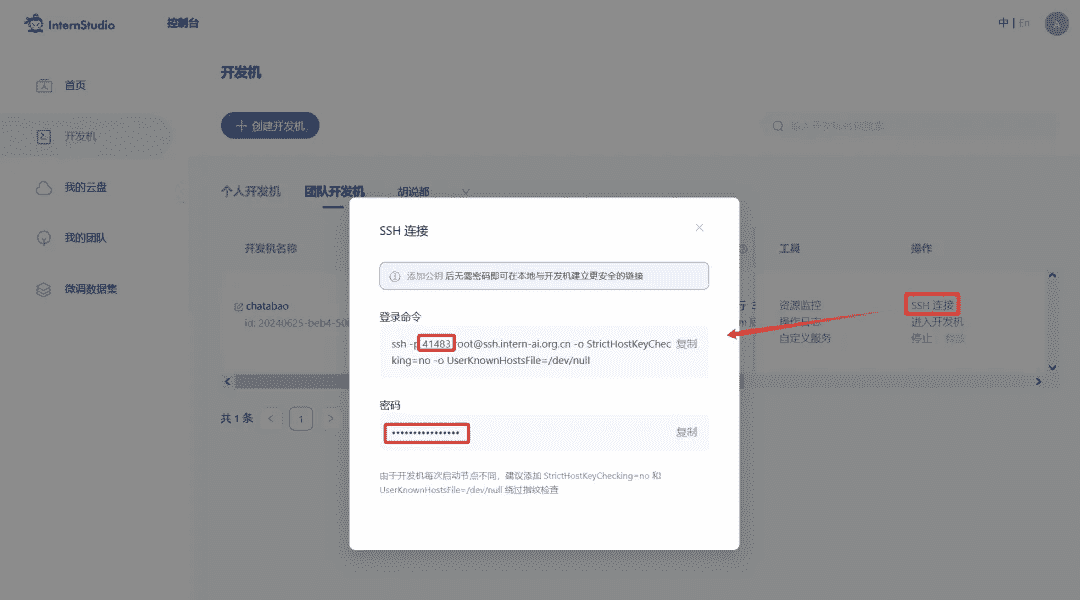 InternStudio
控制台
中 | En
首页
开发机
我的云盘
我的团队
微调数据集
开发机
创建开发机
个人开发机
团队开发机
胡说都
开发机名称
工具
操作
chatabao
id: 20240625-beb4-50
资源监控
操作日志
自定义服务
SSH 连接
进入开发机
停止
共 1 条
1
SSH 连接
添加公钥 后无需密码即可在本地与开发机建立更安全的链接
登录命令
ssh -p 41483 root@ssh.intern-ai.org.cn -o StrictHostKeyChec
king=no -o UserKnownHostsFile=/dev/null
复制
密码
••••••••••••••••
复制
由于开发机每次启动节点不同，建议添加 StrictHostKeyChecking=no 和
UserKnownHostsFile=/dev/null 绕过指纹检查